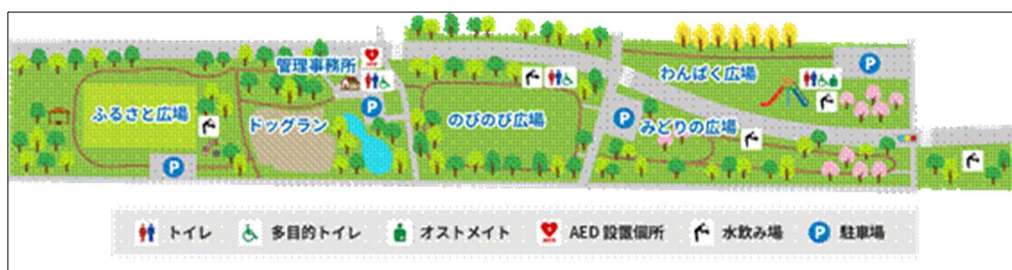 管理事務所
わんぱく広場
ふるさと広場
ドッグラン
のびのび広場
みどりの広場
P
P
P
P
トイレ
多目的トイレ
オストメイト
AED
AED 設置個所
水飲み場
P
駐車場